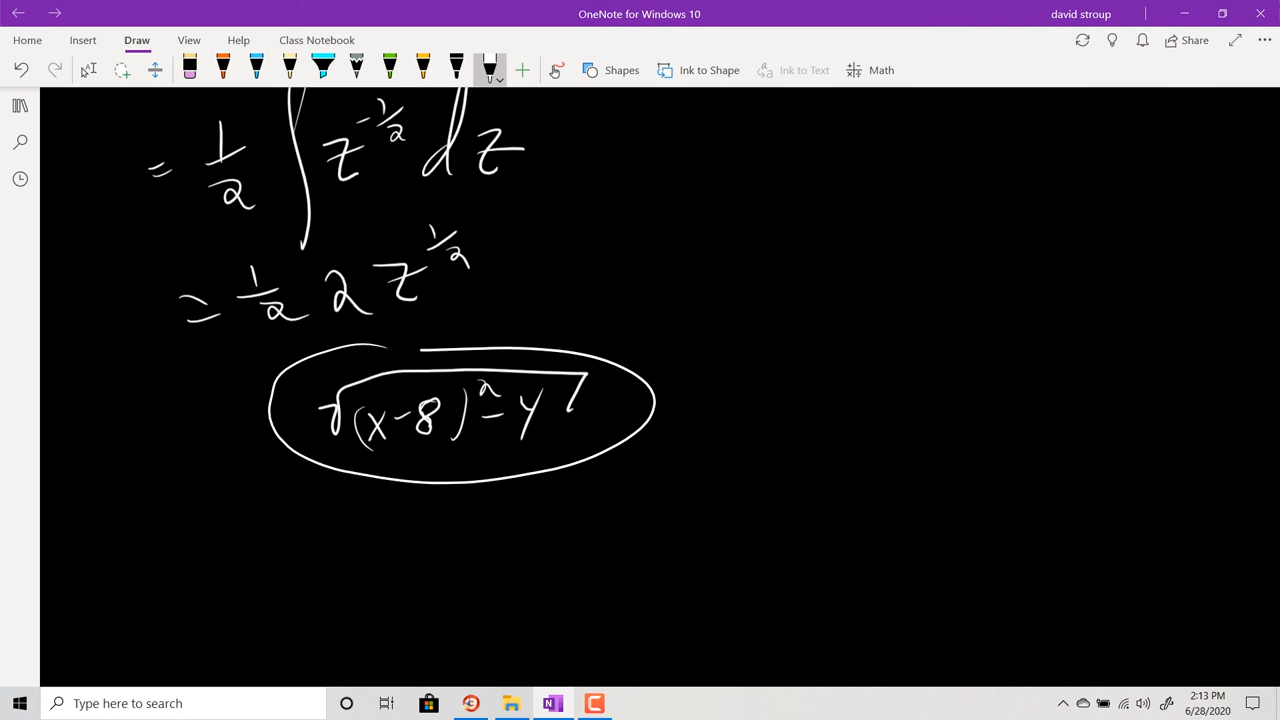 OneNote for Windows 10
david stroup
Home Insert Draw View Help Class Notebook
Share
Shapes Ink to Shape Ink to Text Math
= 1/2 ∫ z^-1/2 dz
= 1/2 2 z^1/2
√(x-8)^2-4
Type here to search
2:13 PM
6/28/2020